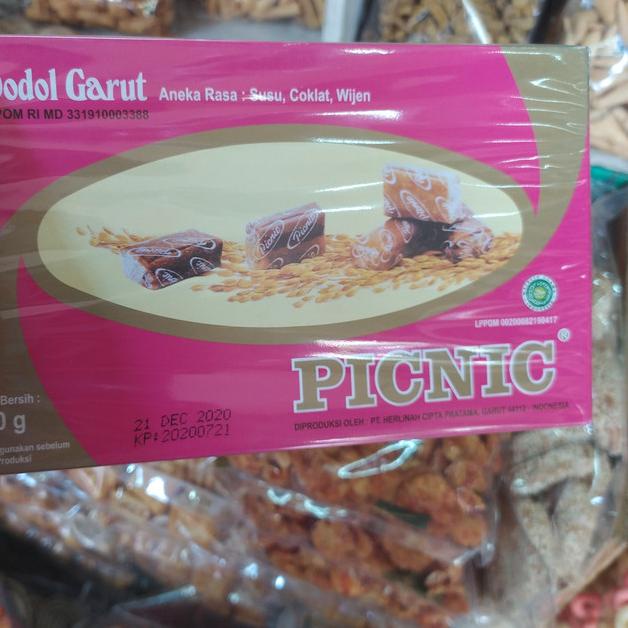 Dodol Garut
Aneka Rasa : Susu, Coklat, Wijen
POM RI MD 331910003388
LPPOM 00200082190417
PICNIC®
DIPRODUKSI OLEH : PT. HERLINAH CIPTA PRATAMA, GARUT 44112 - INDONESIA
Bersih :
0 g
21 DEC 2020
KP:20200721
gunakan sebelum
Produksi